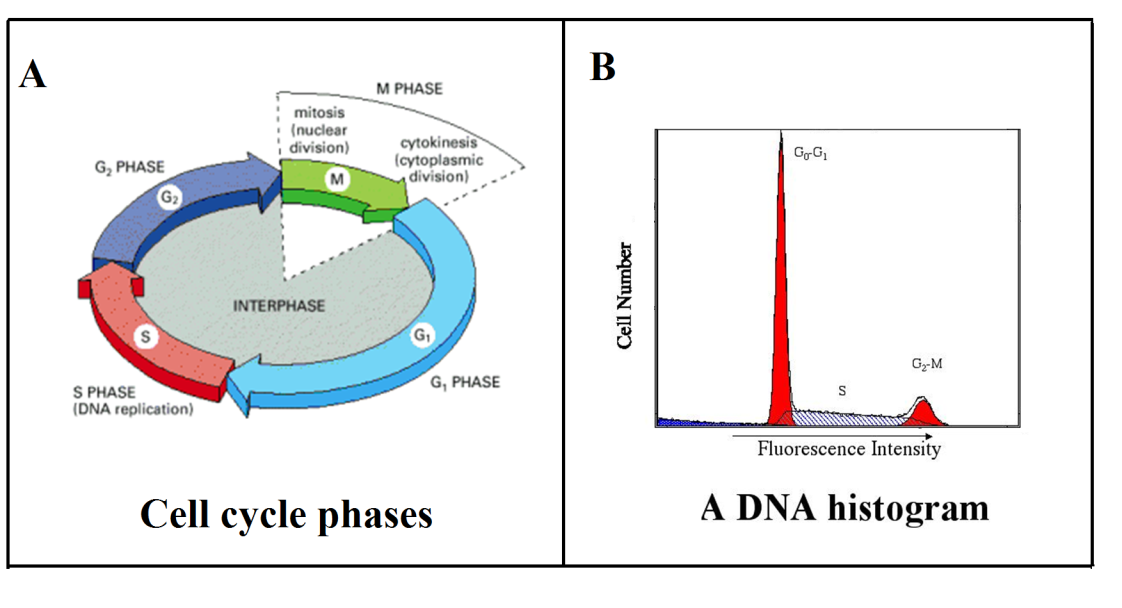 A
M PHASE
mitosis
(nuclear
division)
cytokinesis
(cytoplasmic
division)
G₂ PHASE
M
G₂
INTERPHASE
S
G₁
G₁ PHASE
S PHASE
(DNA replication)
Cell cycle phases
B
G₀-G₁
Cell Number
G₂-M
S
Fluorescence Intensity
A DNA histogram